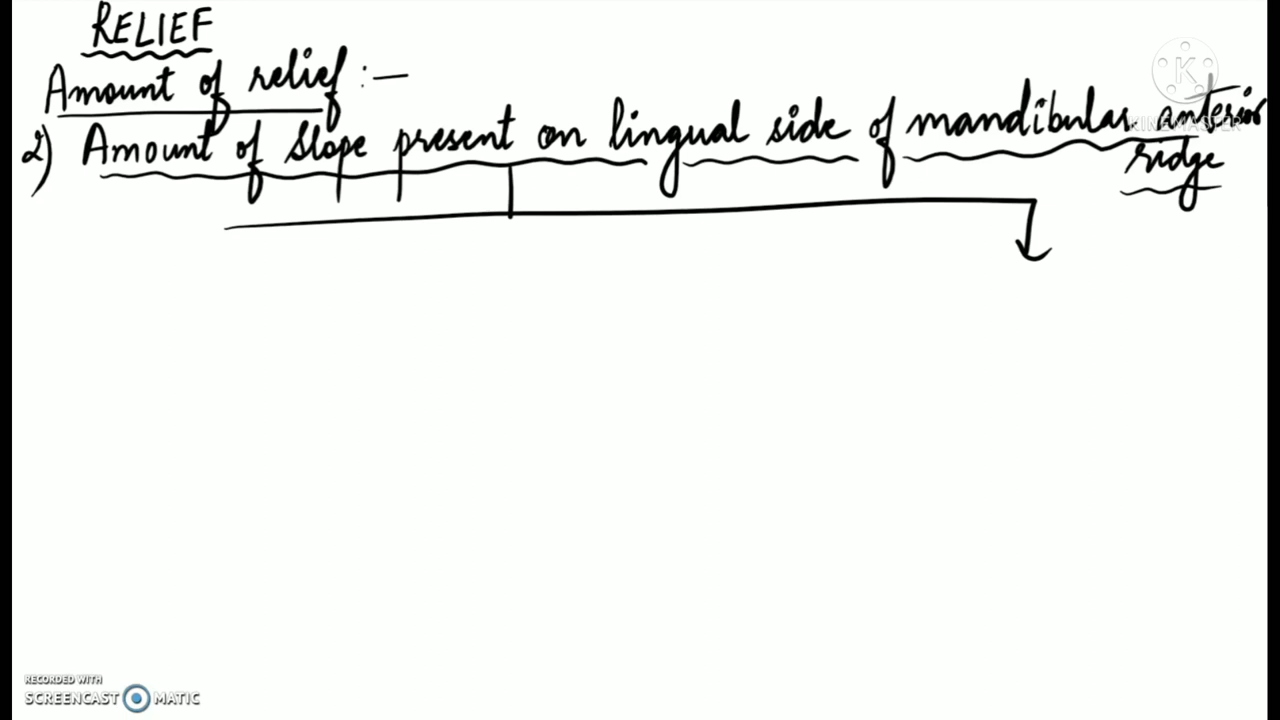 RELIEF
Amount of relief :—
2) Amount of Slope present on lingual side of mandibular anterior
ridge
KINEMASTER
RECORDED WITH
SCREENCAST MATIC